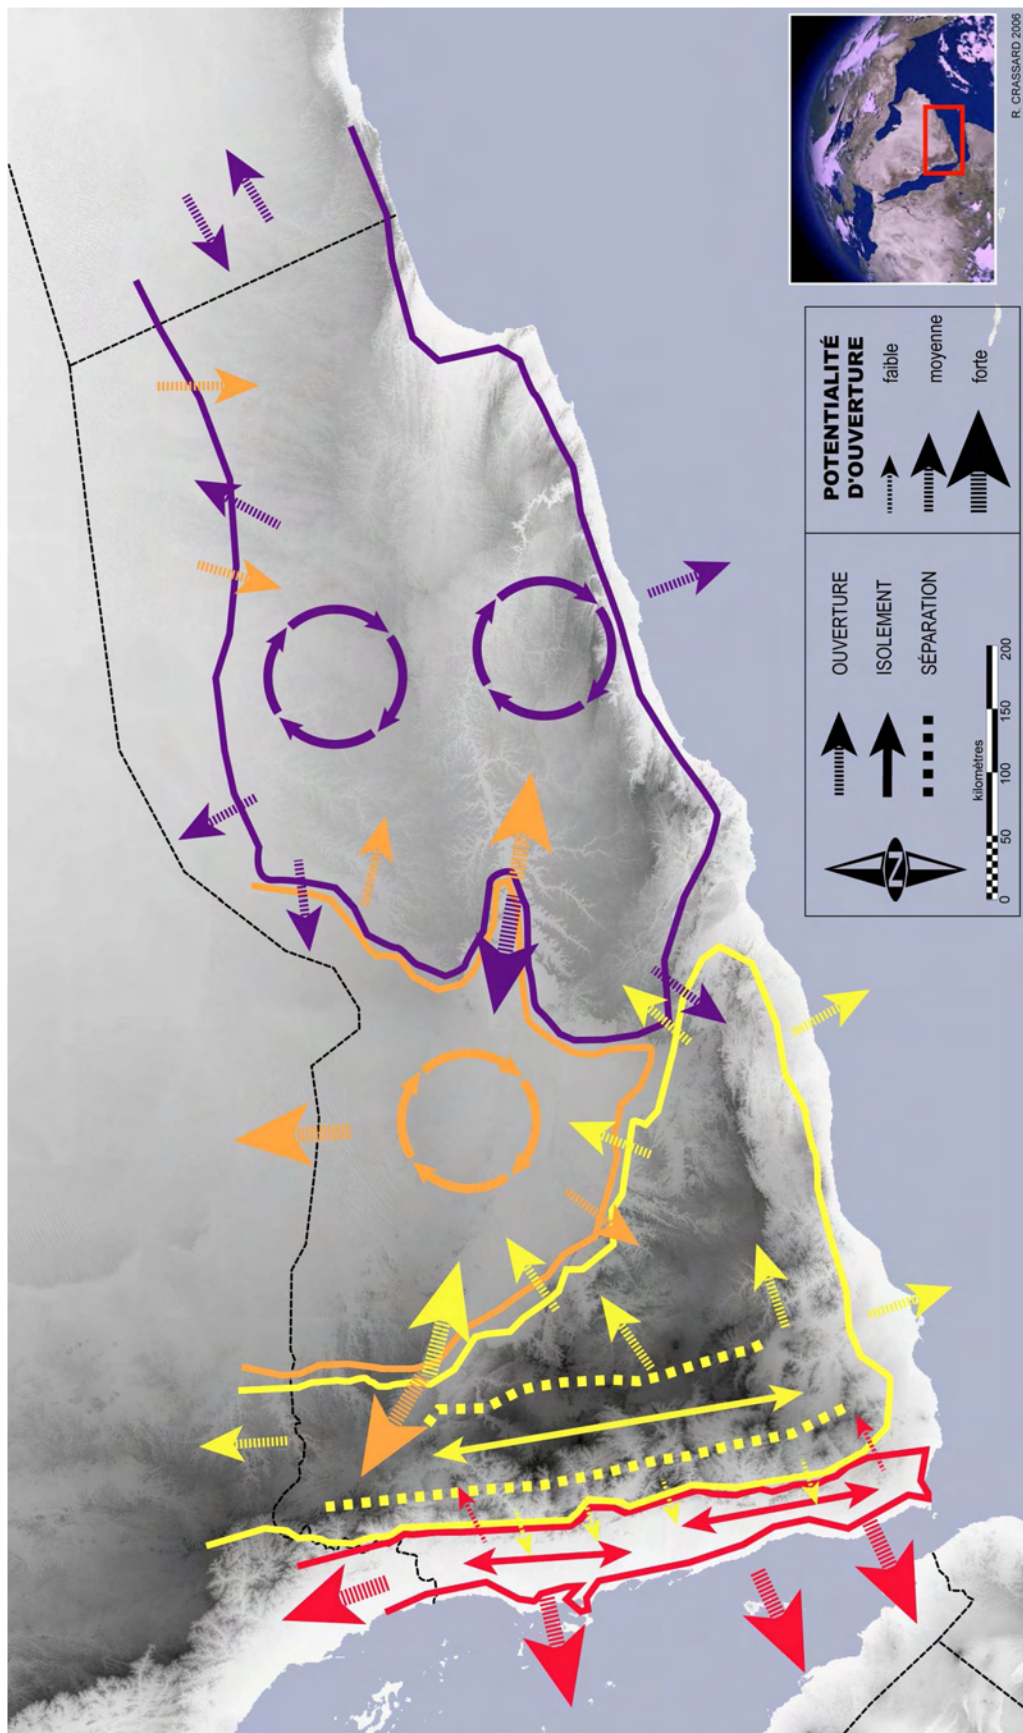 R. CRASSARD 2006
POTENTIALITÉ
D'OUVERTURE
faible
moyenne
forte
OUVERTURE
ISOLEMENT
SÉPARATION
N
kilomètres
0 50 100 150 200